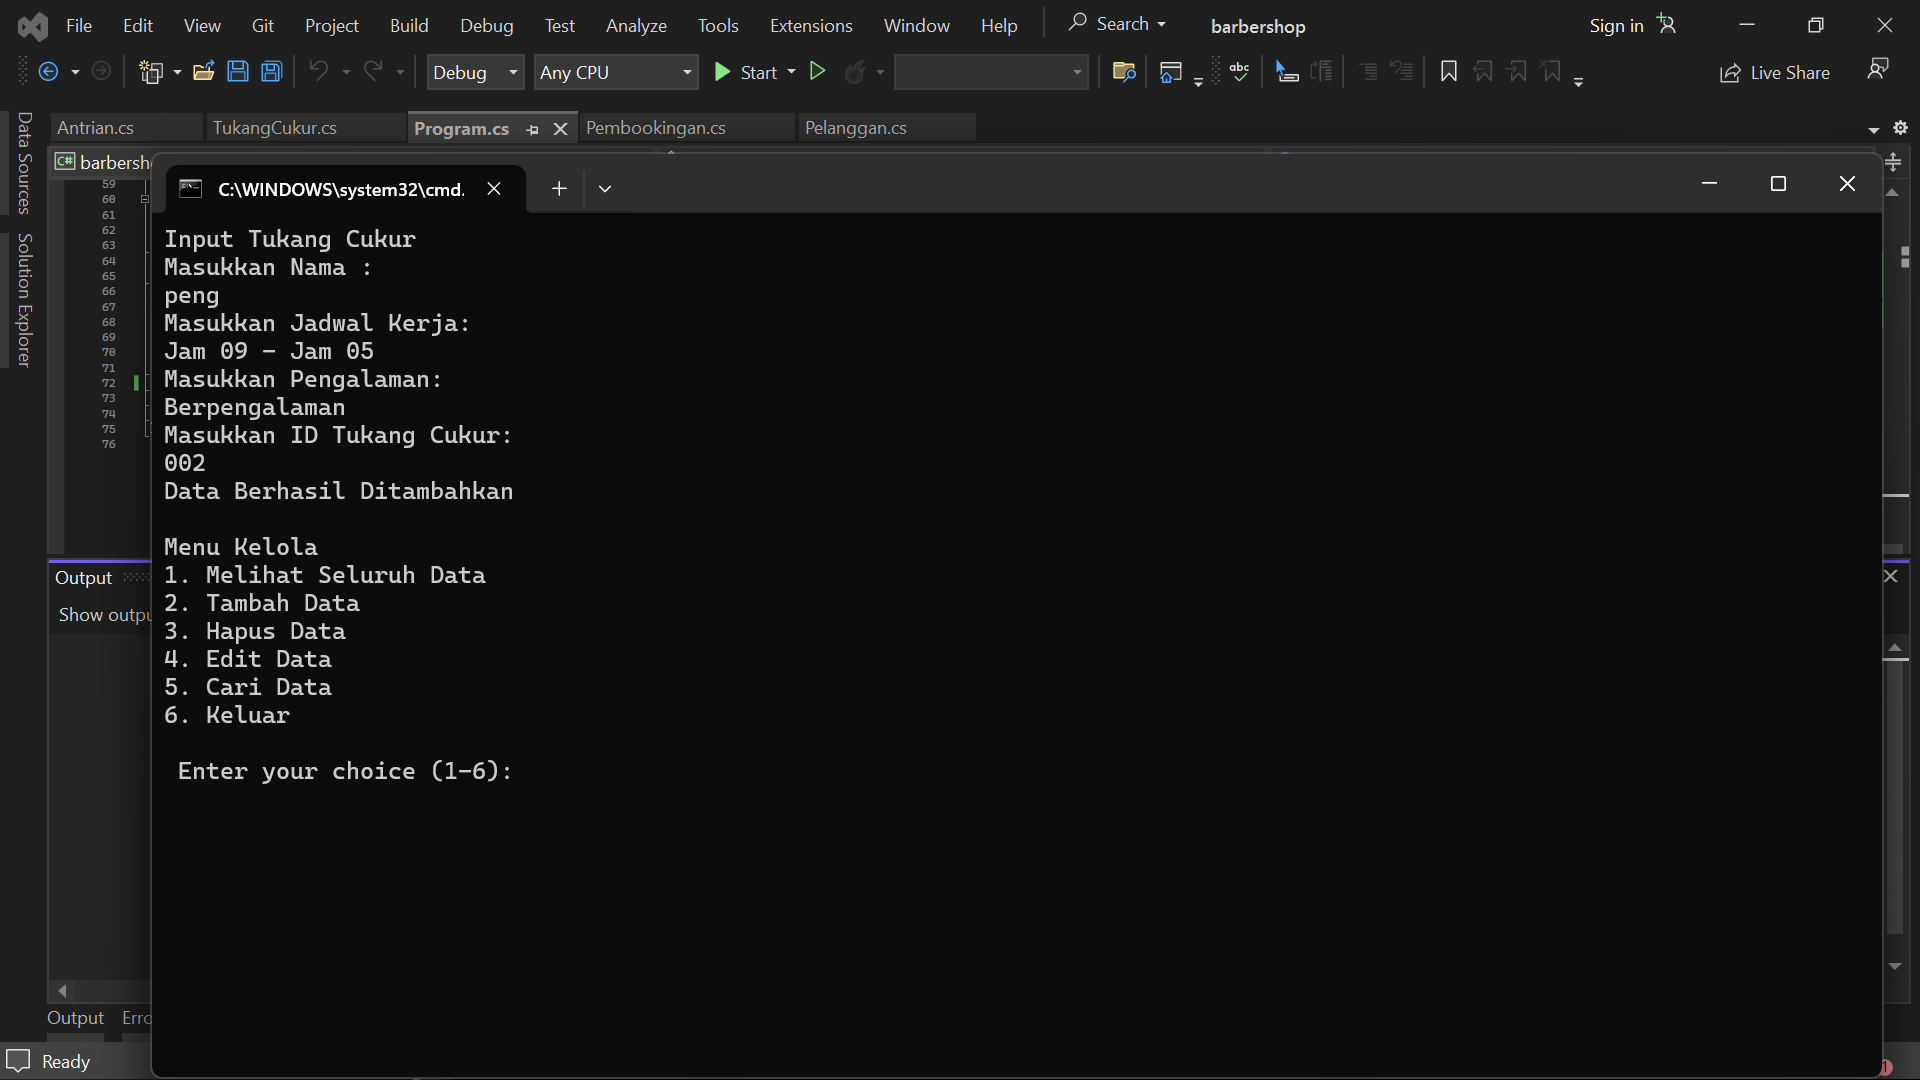 File Edit View Git Project Build Debug Test Analyze Tools Extensions Window Help Search barbershop Sign in
Debug Any CPU Start abc Live Share
Antrian.cs TukangCukur.cs Program.cs Pembookingan.cs Pelanggan.cs
Data Sources
Solution Explorer
C# barbersh
C:\WINDOWS\system32\cmd.
59
60
61
62
63
64
65
66
67
68
69
70
71
72
73
74
75
76
Input Tukang Cukur
Masukkan Nama :
peng
Masukkan Jadwal Kerja:
Jam 09 - Jam 05
Masukkan Pengalaman:
Berpengalaman
Masukkan ID Tukang Cukur:
002
Data Berhasil Ditambahkan
Menu Kelola
1. Melihat Seluruh Data
2. Tambah Data
3. Hapus Data
4. Edit Data
5. Cari Data
6. Keluar
Enter your choice (1-6):
Output
Show outpu
Output Erro
Ready
1